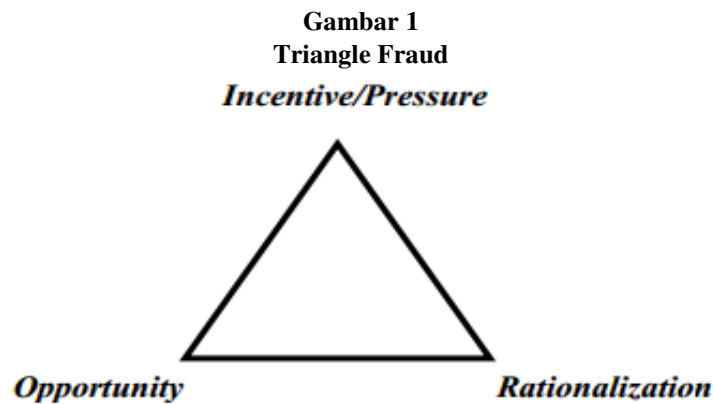 Gambar 1
Triangle Fraud
Incentive/Pressure
Opportunity
Rationalization